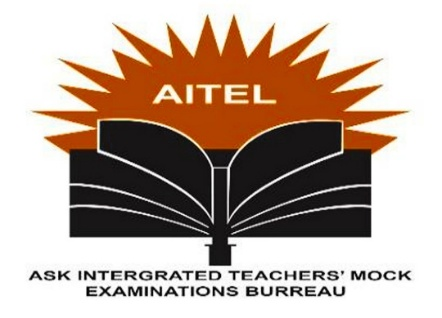 AITEL
ASK INTERGRATED TEACHERS' MOCK
EXAMINATIONS BURREAU